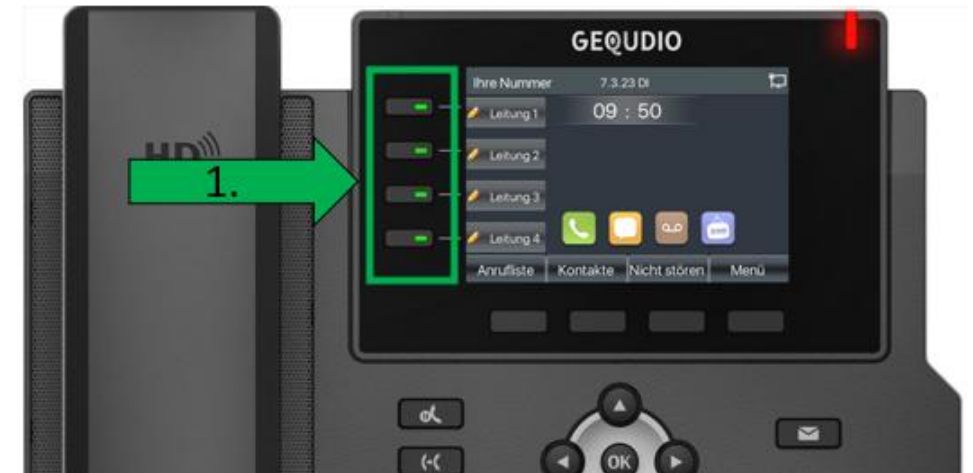 GEQUDIO
Ihre Nummer 7.3.23 DI
Leitung 1 09 : 50
HD
Leitung 2
1.
Leitung 3
Leitung 4
Anrufliste Kontakte Nicht stören Menü
OK